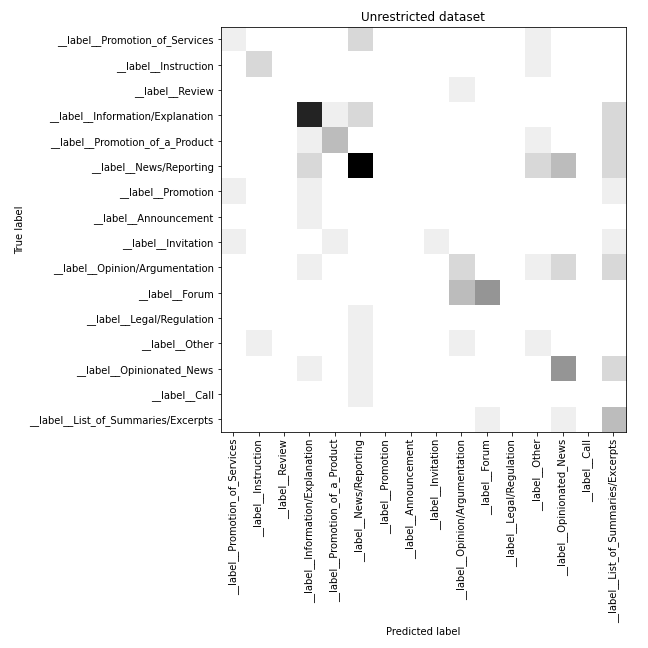 Unrestricted dataset
__label__Promotion_of_Services
__label__Instruction
__label__Review
__label__Information/Explanation
__label__Promotion_of_a_Product
__label__News/Reporting
__label__Promotion
__label__Announcement
__label__Invitation
__label__Opinion/Argumentation
__label__Forum
__label__Legal/Regulation
__label__Other
__label__Opinionated_News
__label__Call
__label__List_of_Summaries/Excerpts
True label
__label__Promotion_of_Services
__label__Instruction
__label__Review
__label__Information/Explanation
__label__Promotion_of_a_Product
__label__News/Reporting
__label__Promotion
__label__Announcement
__label__Invitation
__label__Opinion/Argumentation
__label__Forum
__label__Legal/Regulation
__label__Other
__label__Opinionated_News
__label__Call
__label__List_of_Summaries/Excerpts
Predicted label